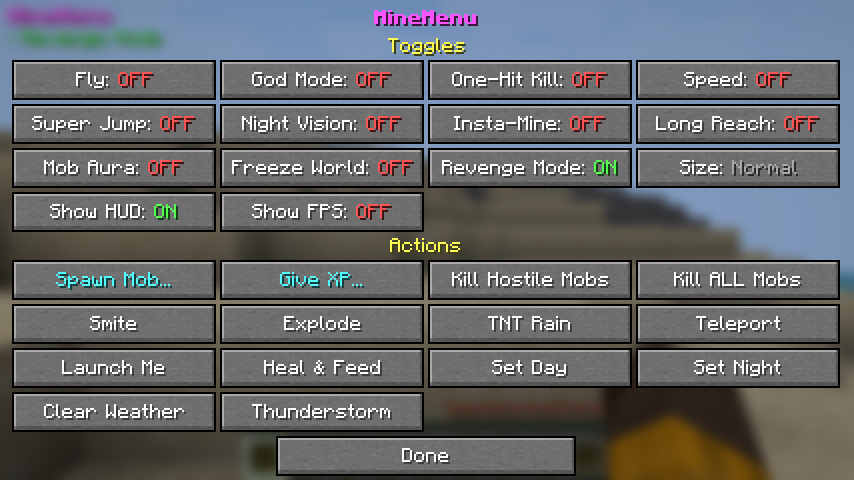 MineMenu
Toggles
Fly: OFF God Mode: OFF One-Hit Kill: OFF Speed: OFF
Super Jump: OFF Night Vision: OFF Insta-Mine: OFF Long Reach: OFF
Mob Aura: OFF Freeze World: OFF Revenge Mode: ON Size: Normal
Show HUD: ON Show FPS: OFF
Actions
Spawn Mob... Give XP... Kill Hostile Mobs Kill ALL Mobs
Smite Explode TNT Rain Teleport
Launch Me Heal & Feed Set Day Set Night
Clear Weather Thunderstorm
Done